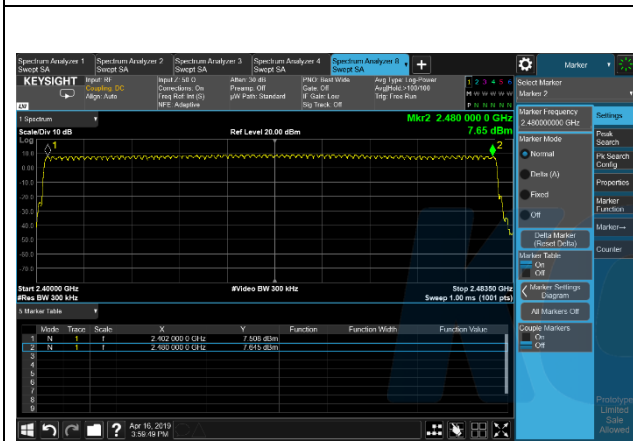 Spectrum Analyzer 1 Spectrum Analyzer 2 Spectrum Analyzer 3 Spectrum Analyzer 4 Spectrum Analyzer 8
Swept SA Swept SA Swept SA Swept SA Swept SA
Marker
KEYSIGHT Input: RF Input Z: 50 Ω Atten: 30 dB PNO: Best Wide Avg Type: Log-Power 1 2 3 4 5 6
Coupling: DC Corrections: On Preamp: Off Gate: Off Avg|Hold:>100/100 M W W W W W
Align: Auto Freq Ref: Int (S) µW Path: Standard IF Gain: Low Trig: Free Run
NFE: Adaptive Sig Track: Off P N N N N N
Select Marker
Marker 2
1 Spectrum
Mkr2 2.480 000 0 GHz
Scale/Div 10 dB Ref Level 20.00 dBm 7.65 dBm
Log
1
2
10.0
0.00
Start 2.40000 GHz #Video BW 300 kHz Stop 2.48350 GHz
#Res BW 300 kHz Sweep 1.00 ms (1001 pts)
5 Marker Table
Mode Trace Scale X Y Function Function Width Function Value
1 N 1 f 2.402 000 0 GHz 7.506 dBm
2 N 1 f 2.480 000 0 GHz 7.645 dBm
3
4
5
6
7
8
9
Marker Frequency
2.480000000 GHz
Marker Mode
Normal
Delta (Δ)
Fixed
Off
Delta Marker
(Reset Delta)
Marker Table
On
Off
Marker Settings
Diagram
All Markers Off
Couple Markers
On
Off
Settings
Peak
Search
Pk Search
Config
Properties
Marker
Function
Marker→
Counter
Prototype
Limited
Sale
Allowed
Apr 16, 2019
3:59:49 PM